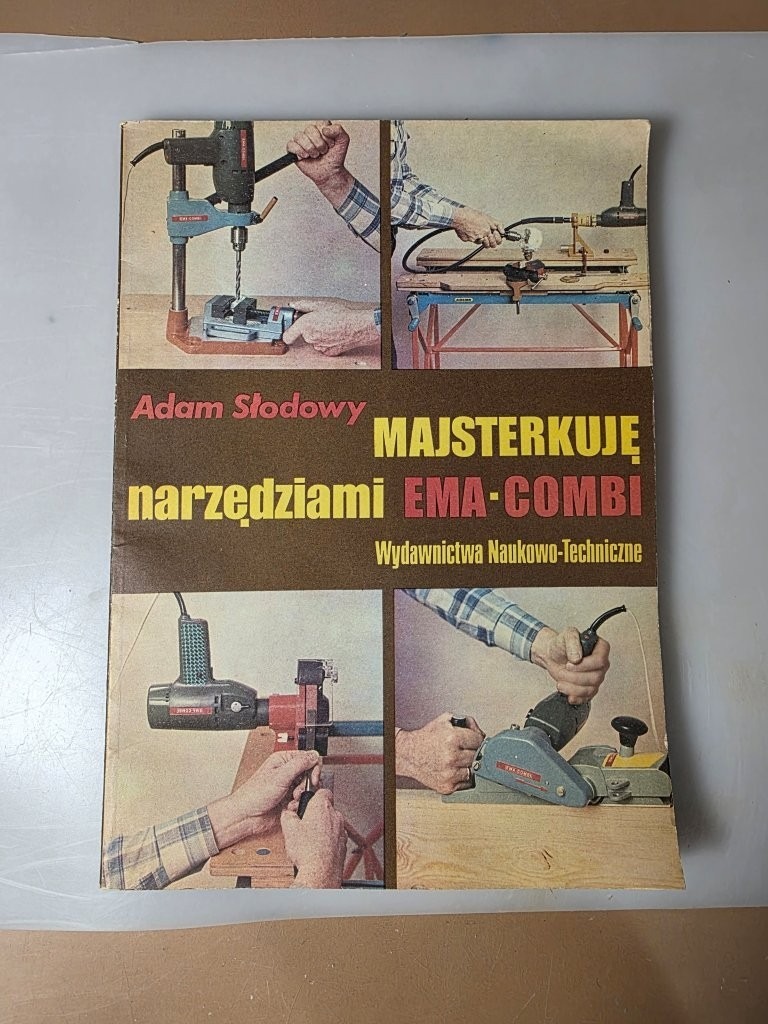 Adam Słodowy
MAJSTERKUJĘ
narzędziami EMA-COMBI
Wydawnictwa Naukowo-Techniczne